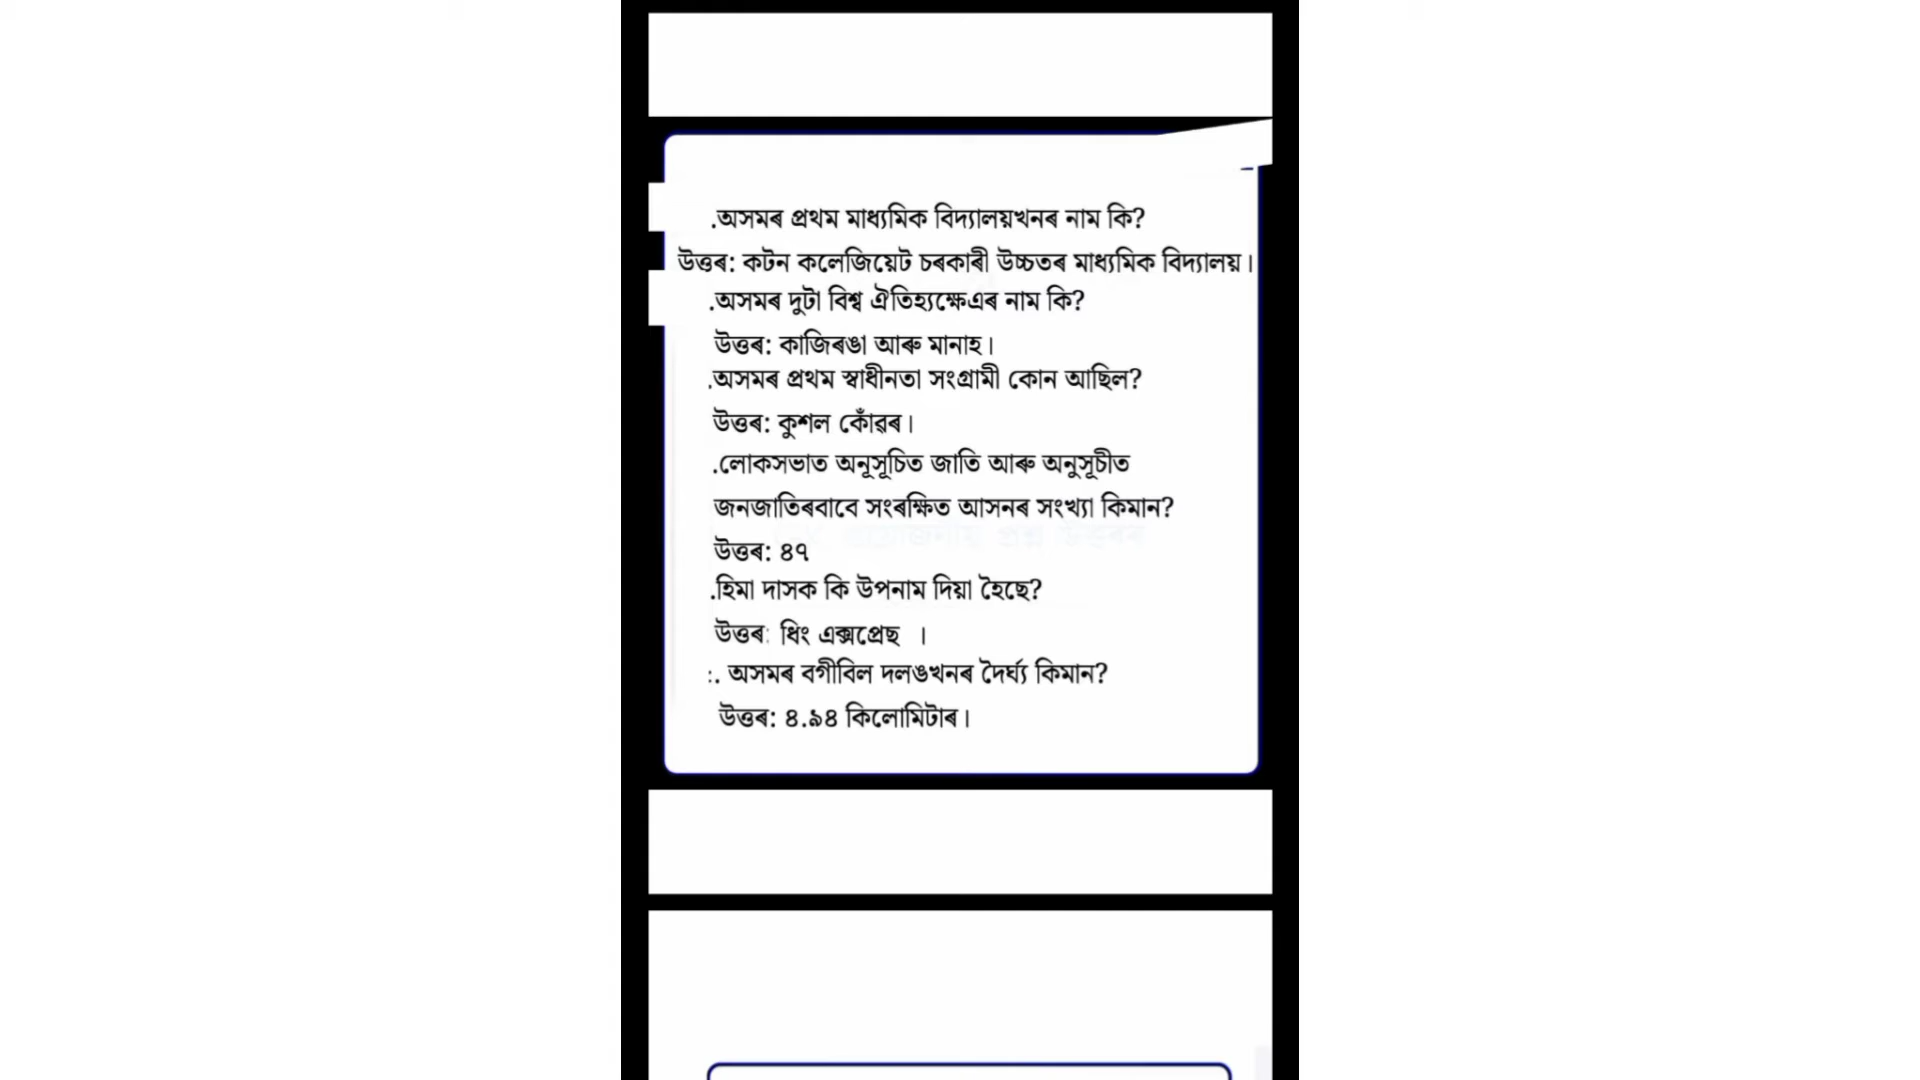 .অসমৰ প্ৰথম মাধ্যমিক বিদ্যালয়খনৰ নাম কি?
উত্তৰ: কটন কলেজিয়েট চৰকাৰী উচ্চতৰ মাধ্যমিক বিদ্যালয়।
.অসমৰ দুটা বিশ্ব ঐতিহ্যক্ষেএৰ নাম কি?
উত্তৰ: কাজিৰঙা আৰু মানাহ।
.অসমৰ প্ৰথম স্বাধীনতা সংগ্ৰামী কোন আছিল?
উত্তৰ: কুশল কোঁৱৰ।
.লোকসভাত অনূসূচিত জাতি আৰু অনুসূচীত
জনজাতিৰবাবে সংৰক্ষিত আসনৰ সংখ্যা কিমান?
উত্তৰ: ৪৭
.হিমা দাসক কি উপনাম দিয়া হৈছে?
উত্তৰ: ধিং এক্সপ্ৰেছ ।
:. অসমৰ বগীবিল দলঙখনৰ দৈৰ্ঘ্য কিমান?
উত্তৰ: ৪.৯৪ কিলোমিটাৰ।